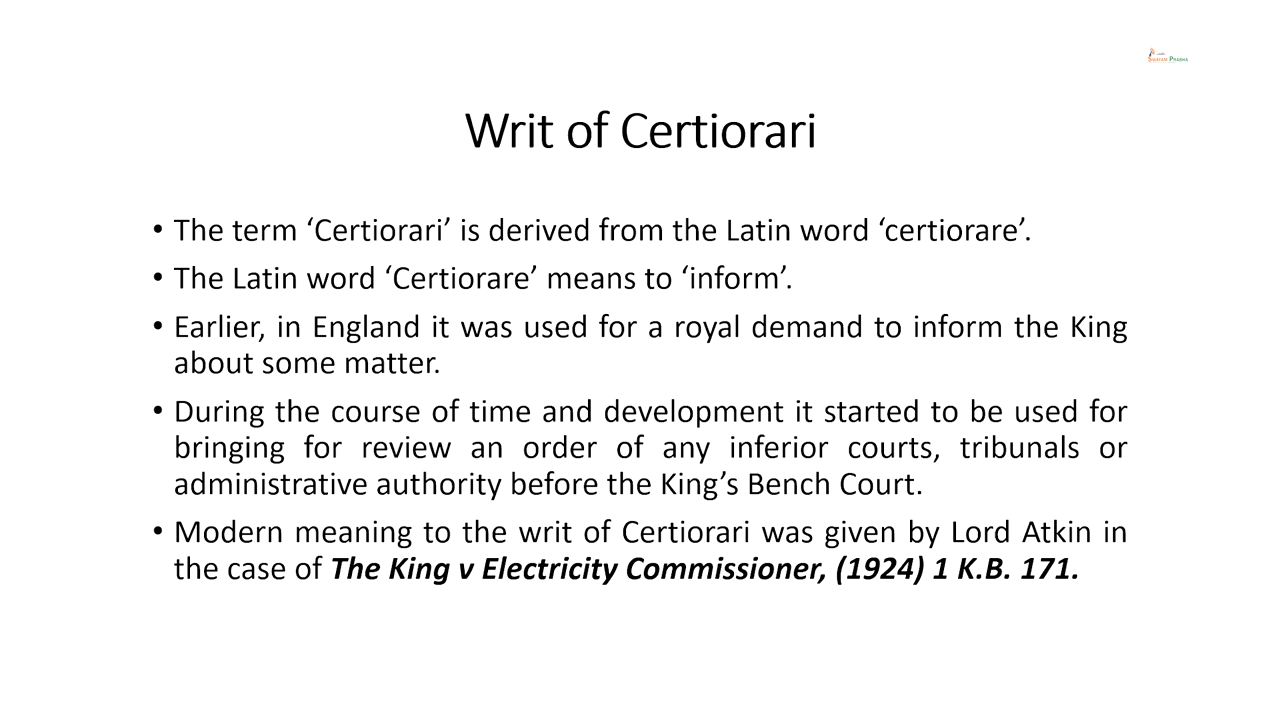 SWAYAM PRABHA
Writ of Certiorari
• The term ‘Certiorari’ is derived from the Latin word ‘certiorare’.
• The Latin word ‘Certiorare’ means to ‘inform’.
• Earlier, in England it was used for a royal demand to inform the King
about some matter.
• During the course of time and development it started to be used for
bringing for review an order of any inferior courts, tribunals or
administrative authority before the King’s Bench Court.
• Modern meaning to the writ of Certiorari was given by Lord Atkin in
the case of The King v Electricity Commissioner, (1924) 1 K.B. 171.